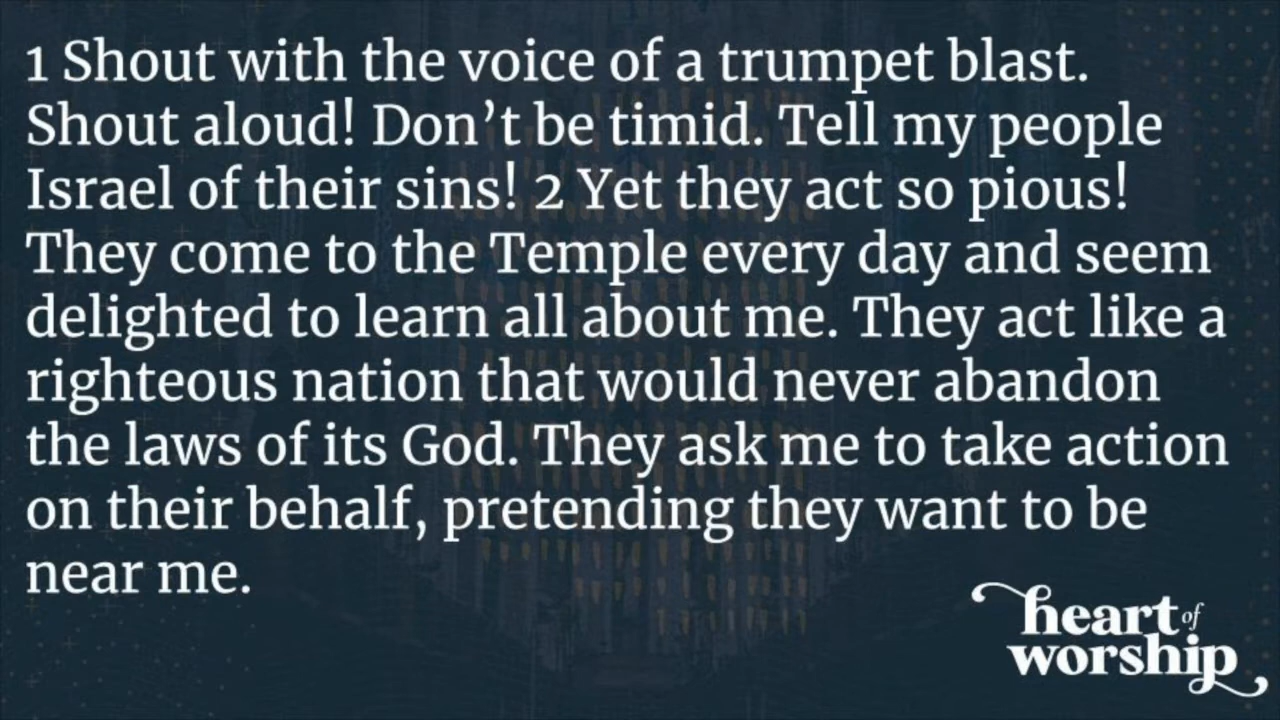 1 Shout with the voice of a trumpet blast.
Shout aloud! Don’t be timid. Tell my people
Israel of their sins! 2 Yet they act so pious!
They come to the Temple every day and seem
delighted to learn all about me. They act like a
righteous nation that would never abandon
the laws of its God. They ask me to take action
on their behalf, pretending they want to be
near me.
heart of
worship